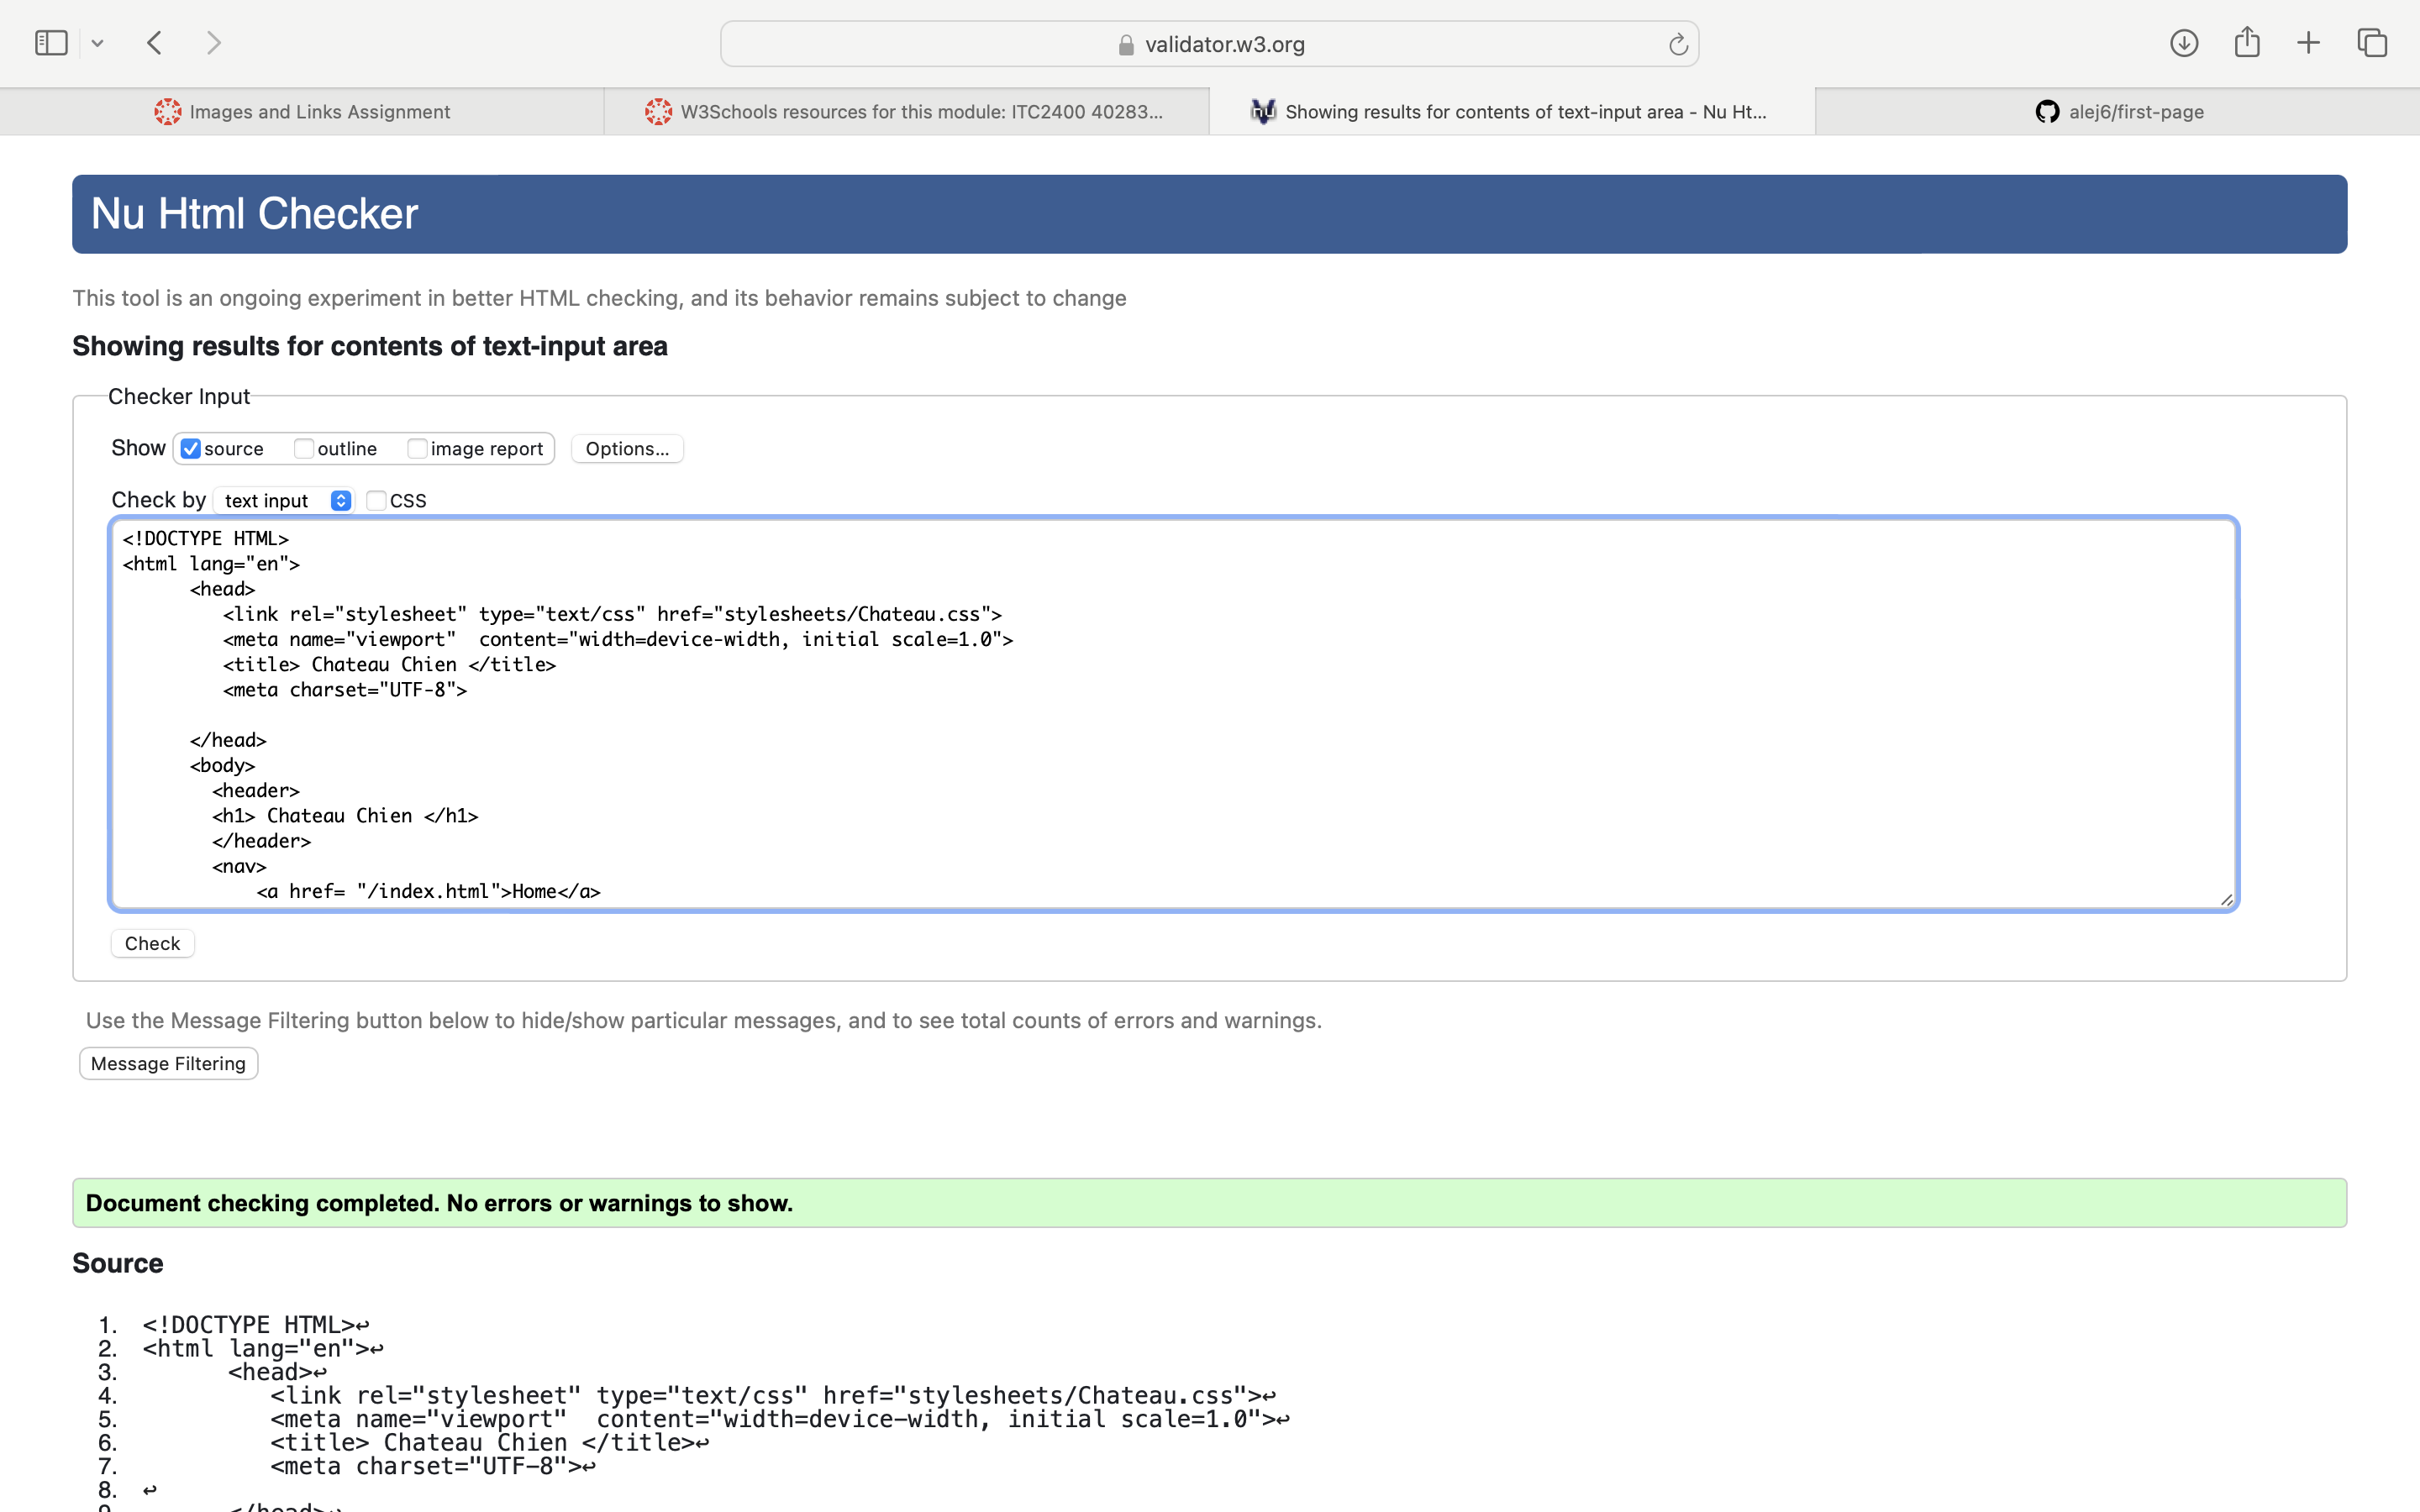 validator.w3.org
Images and Links Assignment
W3Schools resources for this module: ITC2400 40283...
Showing results for contents of text-input area - Nu Ht...
alej6/first-page
Nu Html Checker
This tool is an ongoing experiment in better HTML checking, and its behavior remains subject to change
Showing results for contents of text-input area
Checker Input
Show source outline image report Options...
Check by text input CSS
<!DOCTYPE HTML>
<html lang="en">
<head>
<link rel="stylesheet" type="text/css" href="stylesheets/Chateau.css">
<meta name="viewport"  content="width=device-width, initial scale=1.0">
<title> Chateau Chien </title>
<meta charset="UTF-8">
</head>
<body>
<header>
<h1> Chateau Chien </h1>
</header>
<nav>
<a href= "/index.html">Home</a>
Check
Use the Message Filtering button below to hide/show particular messages, and to see total counts of errors and warnings.
Message Filtering
Document checking completed. No errors or warnings to show.
Source
1. <!DOCTYPE HTML>↩
2. <html lang="en">↩
3. <head>↩
4. <link rel="stylesheet" type="text/css" href="stylesheets/Chateau.css">↩
5. <meta name="viewport"  content="width=device-width, initial scale=1.0">↩
6. <title> Chateau Chien </title>↩
7. <meta charset="UTF-8">↩
8. ↩
9. </head>↩